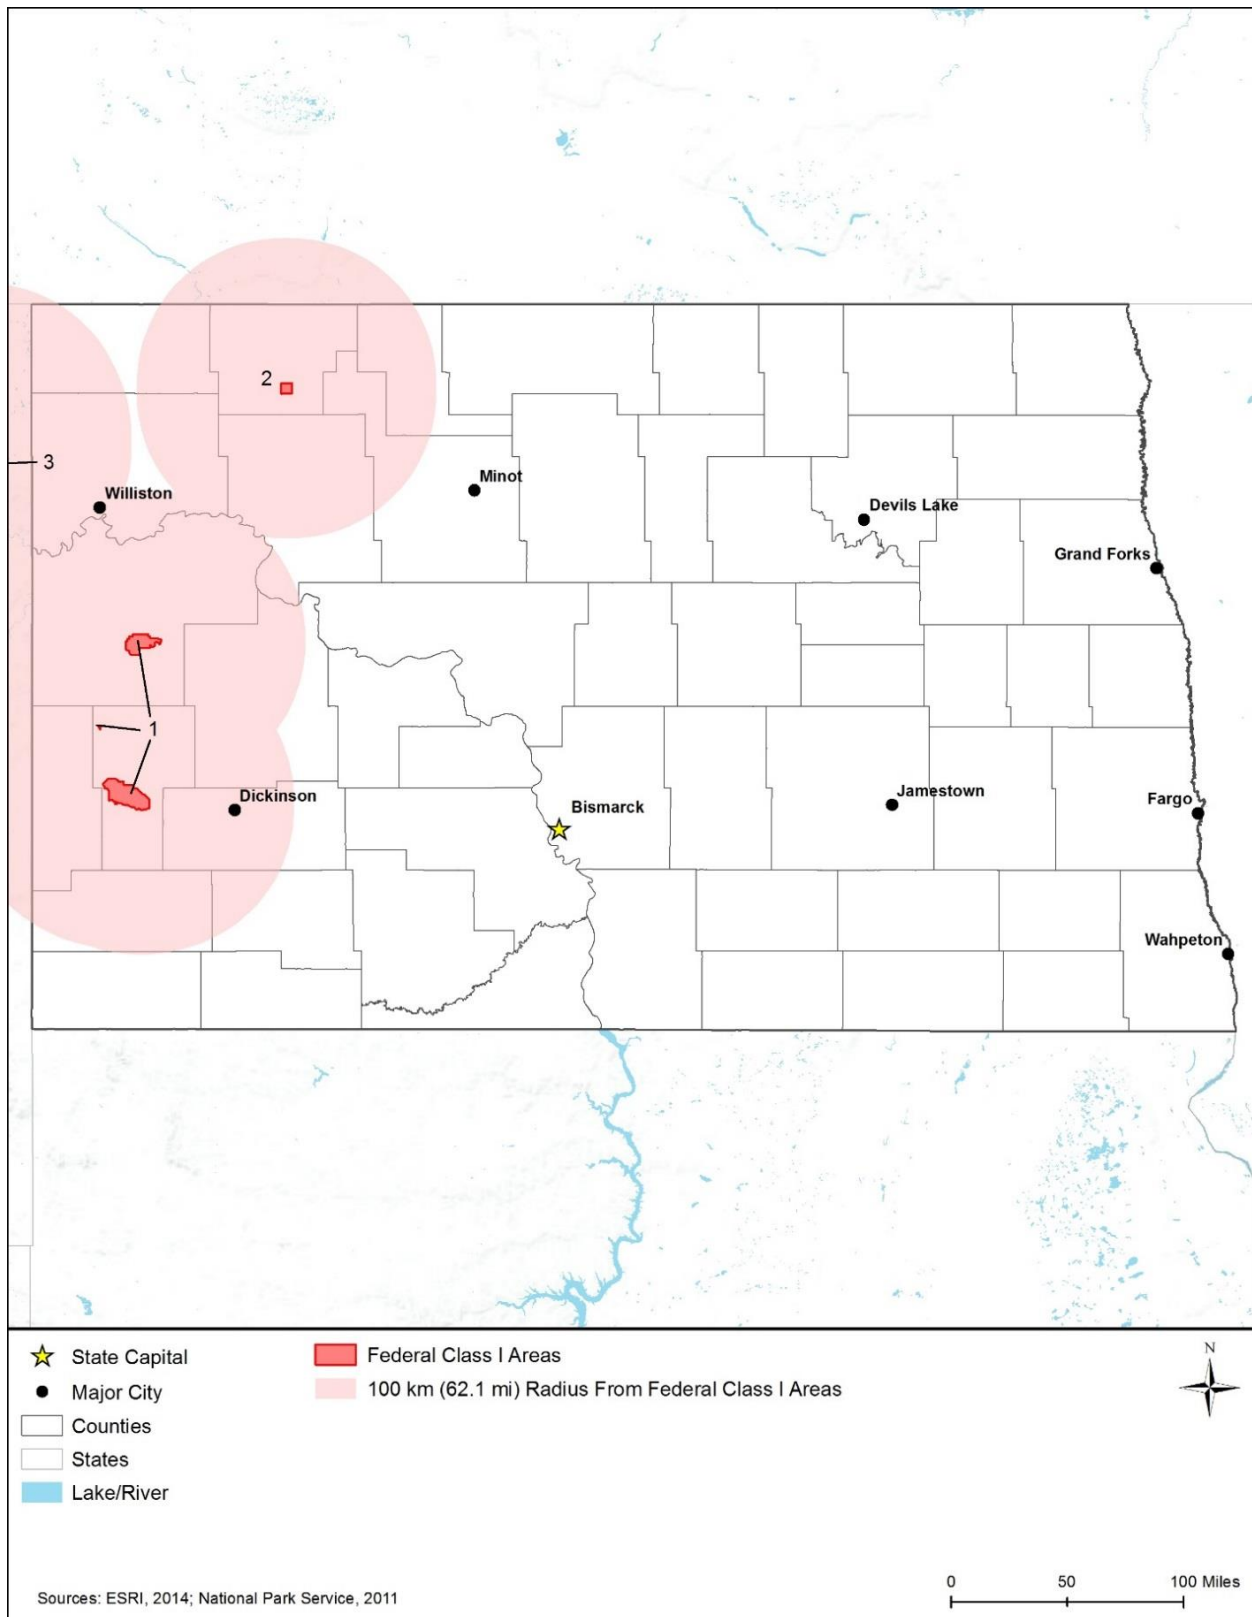 2
3
Williston
Minot
Devils Lake
Grand Forks
1
Dickinson
Bismarck
Jamestown
Fargo
Wahpeton
State Capital
Major City
Counties
States
Lake/River
Federal Class I Areas
100 km (62.1 mi) Radius From Federal Class I Areas
N
Sources: ESRI, 2014; National Park Service, 2011
0 50 100 Miles